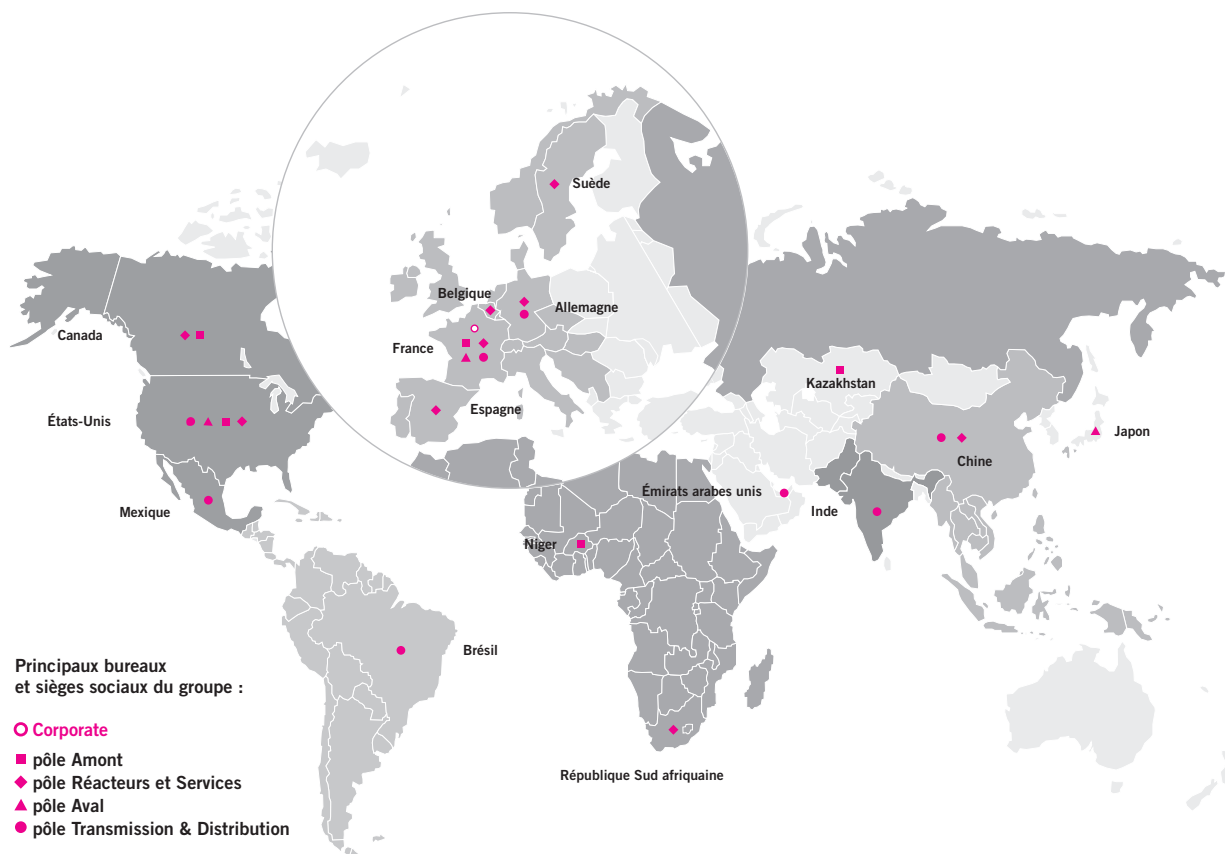 Suède
Belgique
Allemagne
France
Espagne
Canada
États-Unis
Mexique
Kazakhstan
Japon
Chine
Émirats arabes unis
Inde
Niger
Brésil
République Sud afriquaine
Principaux bureaux
et sièges sociaux du groupe :
Corporate
pôle Amont
pôle Réacteurs et Services
pôle Aval
pôle Transmission & Distribution